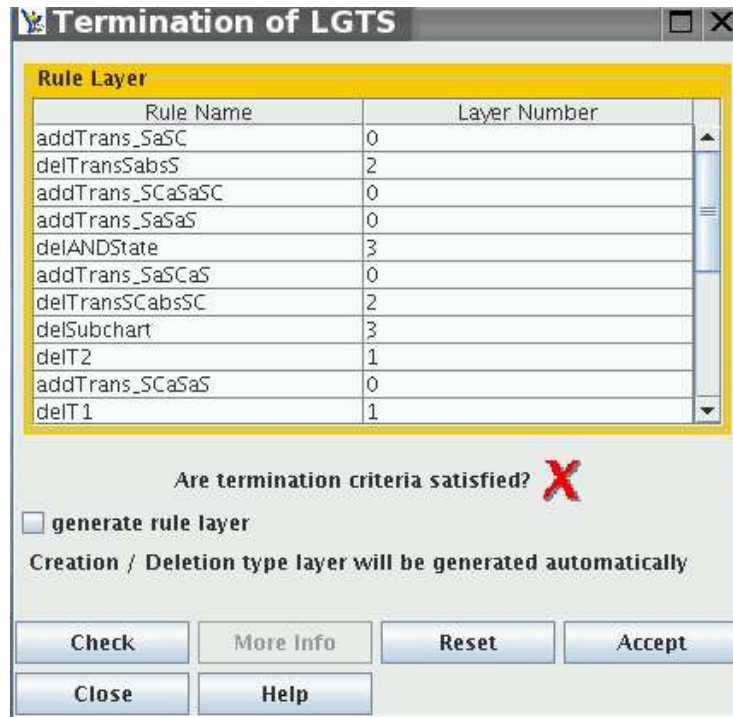 Termination of LGTS
Rule Layer
Rule Name Layer Number
addTrans_SaSC 0
delTransSabsS 2
addTrans_SCaSaSC 0
addTrans_SaSaS 0
delANDState 3
addTrans_SaSCaS 0
delTransSCabsSC 2
delSubchart 3
delT2 1
addTrans_SCaSaS 0
delT1 1
Are termination criteria satisfied?
generate rule layer
Creation / Deletion type layer will be generated automatically
Check More Info Reset Accept
Close Help